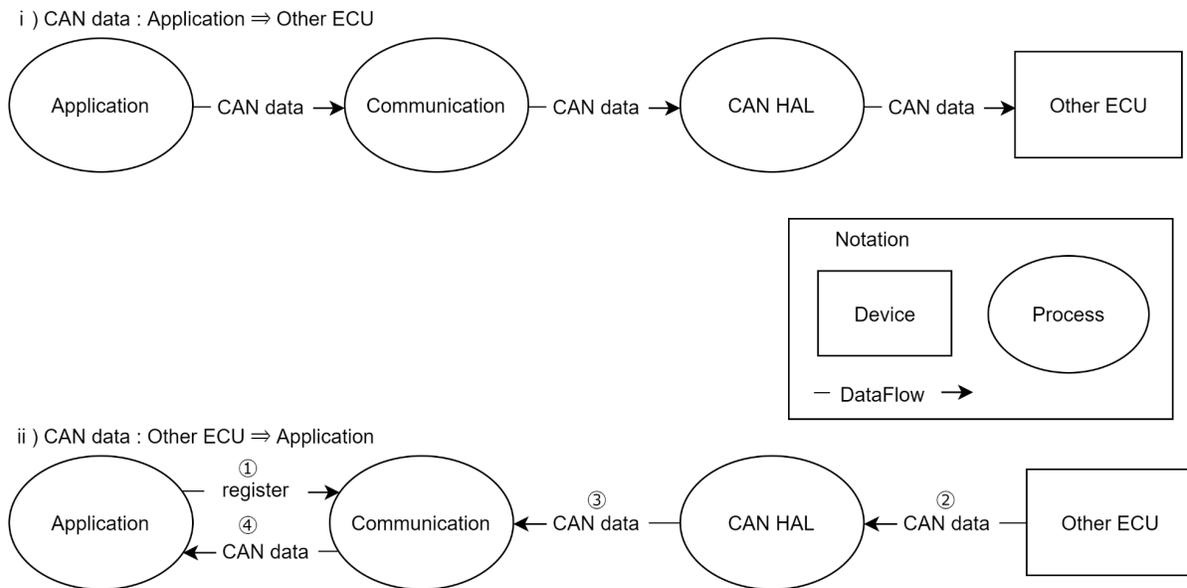 i ) CAN data : Application ⇒ Other ECU
Application
CAN data
Communication
CAN data
CAN HAL
CAN data
Other ECU
Notation
Device
Process
DataFlow
ii ) CAN data : Other ECU ⇒ Application
Application
①
register
④
CAN data
Communication
③
CAN data
CAN HAL
②
CAN data
Other ECU